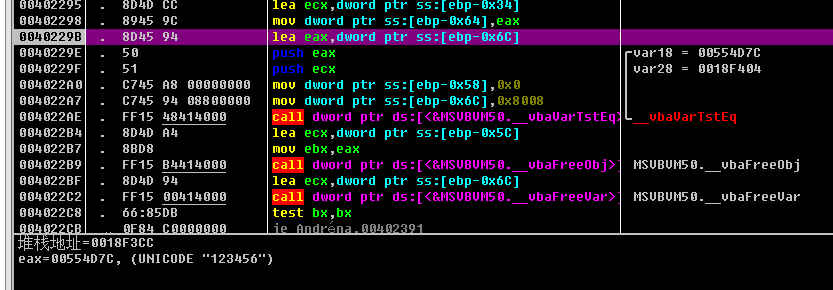 00402295 . 8D4D CC lea ecx,dword ptr ss:[ebp-0x34]
00402298 . 8945 9C mov dword ptr ss:[ebp-0x64],eax
0040229B . 8D45 94 lea eax,dword ptr ss:[ebp-0x6C]
0040229E . 50 push eax var18 = 00554D7C
0040229F . 51 push ecx var28 = 0018F404
004022A0 . C745 A8 00000000 mov dword ptr ss:[ebp-0x58],0x0
004022A7 . C745 94 08800000 mov dword ptr ss:[ebp-0x6C],0x8008
004022AE . FF15 48414000 call dword ptr ds:[<&MSVBVM50.__vbaVarTstEq> __vbaVarTstEq
004022B4 . 8D4D A4 lea ecx,dword ptr ss:[ebp-0x5C]
004022B7 . 8BD8 mov ebx,eax
004022B9 . FF15 B4414000 call dword ptr ds:[<&MSVBVM50.__vbaFreeObj>] MSVBVM50.__vbaFreeObj
004022BF . 8D4D 94 lea ecx,dword ptr ss:[ebp-0x6C]
004022C2 . FF15 00414000 call dword ptr ds:[<&MSVBVM50.__vbaFreeVar>] MSVBVM50.__vbaFreeVar
004022C8 . 66:85DB test bx,bx
004022CB . 0F84 C0000000 je Andréna.00402391
堆栈地址=0018F3CC
eax=00554D7C, (UNICODE "123456")